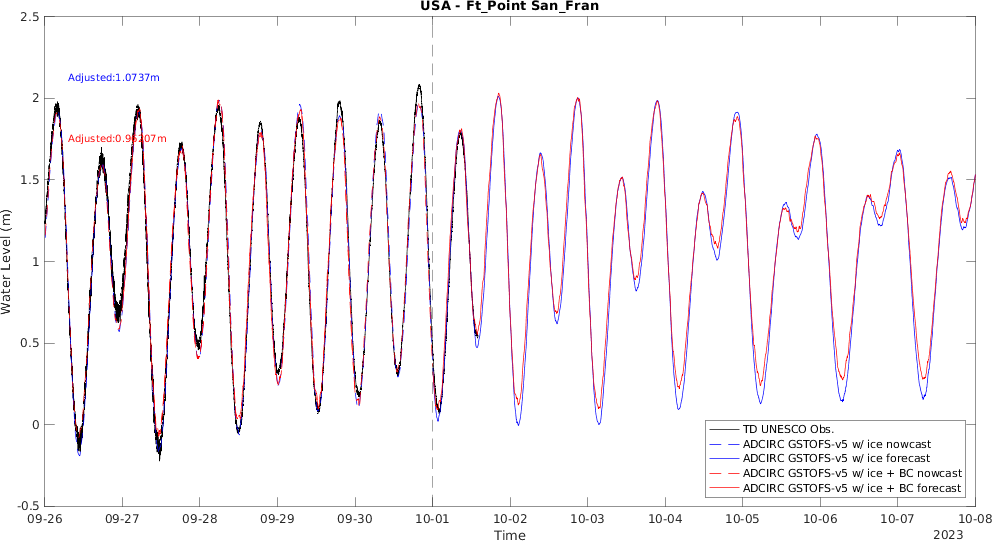 USA - Ft_Point San_Fran
2.5
2
1.5
1
0.5
0
-0.5
Water Level (m)
Adjusted:1.0737m
TD UNESCO Obs.
ADCIRC GSTOFS-v5 w/ ice nowcast
ADCIRC GSTOFS-v5 w/ ice forecast
ADCIRC GSTOFS-v5 w/ ice + BC nowcast
ADCIRC GSTOFS-v5 w/ ice + BC forecast
09-26 09-27 09-28 09-29 09-30 10-01 10-02 10-03 10-04 10-05 10-06 10-07 10-08
Time
2023